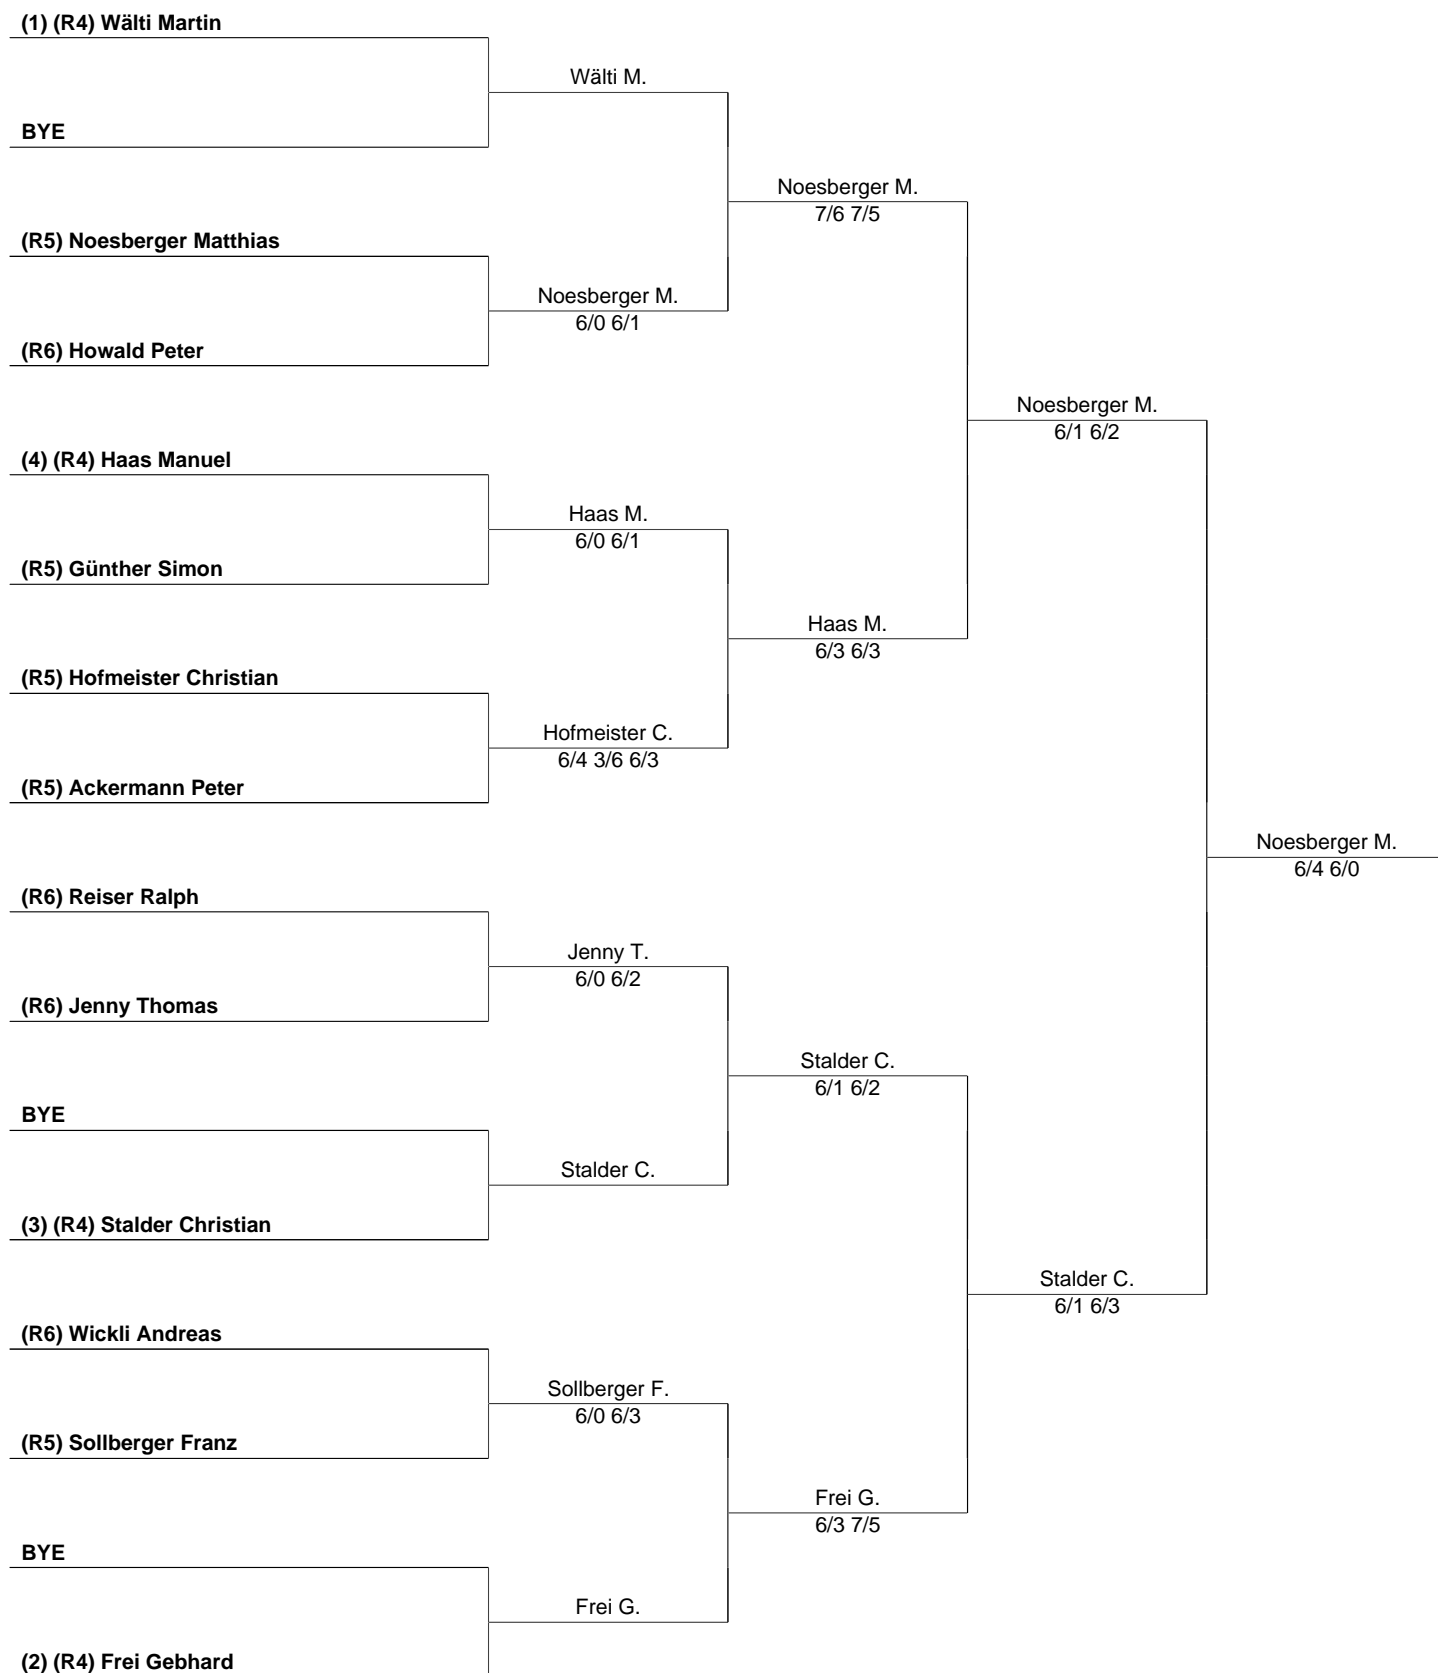 (1) (R4) Wälti Martin
Wälti M.
BYE
Noesberger M.
7/6 7/5
(R5) Noesberger Matthias
Noesberger M.
6/0 6/1
(R6) Howald Peter
Noesberger M.
6/1 6/2
(4) (R4) Haas Manuel
Haas M.
6/0 6/1
(R5) Günther Simon
Haas M.
6/3 6/3
(R5) Hofmeister Christian
Hofmeister C.
6/4 3/6 6/3
(R5) Ackermann Peter
Noesberger M.
6/4 6/0
(R6) Reiser Ralph
Jenny T.
6/0 6/2
(R6) Jenny Thomas
Stalder C.
6/1 6/2
BYE
Stalder C.
(3) (R4) Stalder Christian
Stalder C.
6/1 6/3
(R6) Wickli Andreas
Sollberger F.
6/0 6/3
(R5) Sollberger Franz
Frei G.
6/3 7/5
BYE
Frei G.
(2) (R4) Frei Gebhard